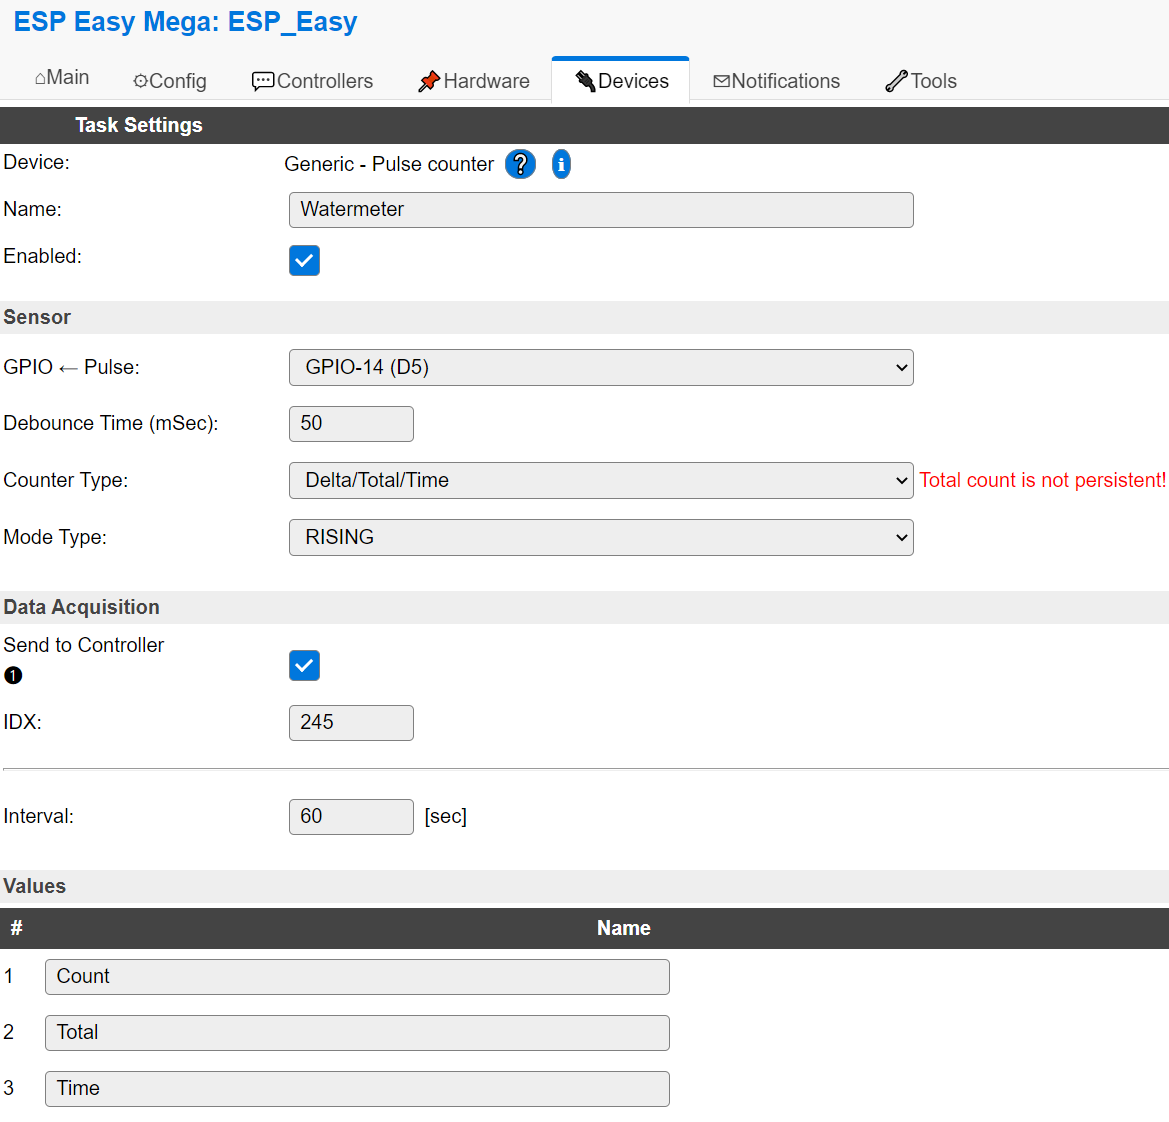 ESP Easy Mega: ESP_Easy
⌂Main ⚙Config 💬Controllers 📌Hardware 🔌Devices ✉Notifications 🔧Tools
Task Settings
Device: Generic - Pulse counter ? i
Name: Watermeter
Enabled:
Sensor
GPIO ← Pulse: GPIO-14 (D5)
Debounce Time (mSec): 50
Counter Type: Delta/Total/Time Total count is not persistent!
Mode Type: RISING
Data Acquisition
Send to Controller
❶
IDX: 245
Interval: 60 [sec]
Values
# Name
1 Count
2 Total
3 Time